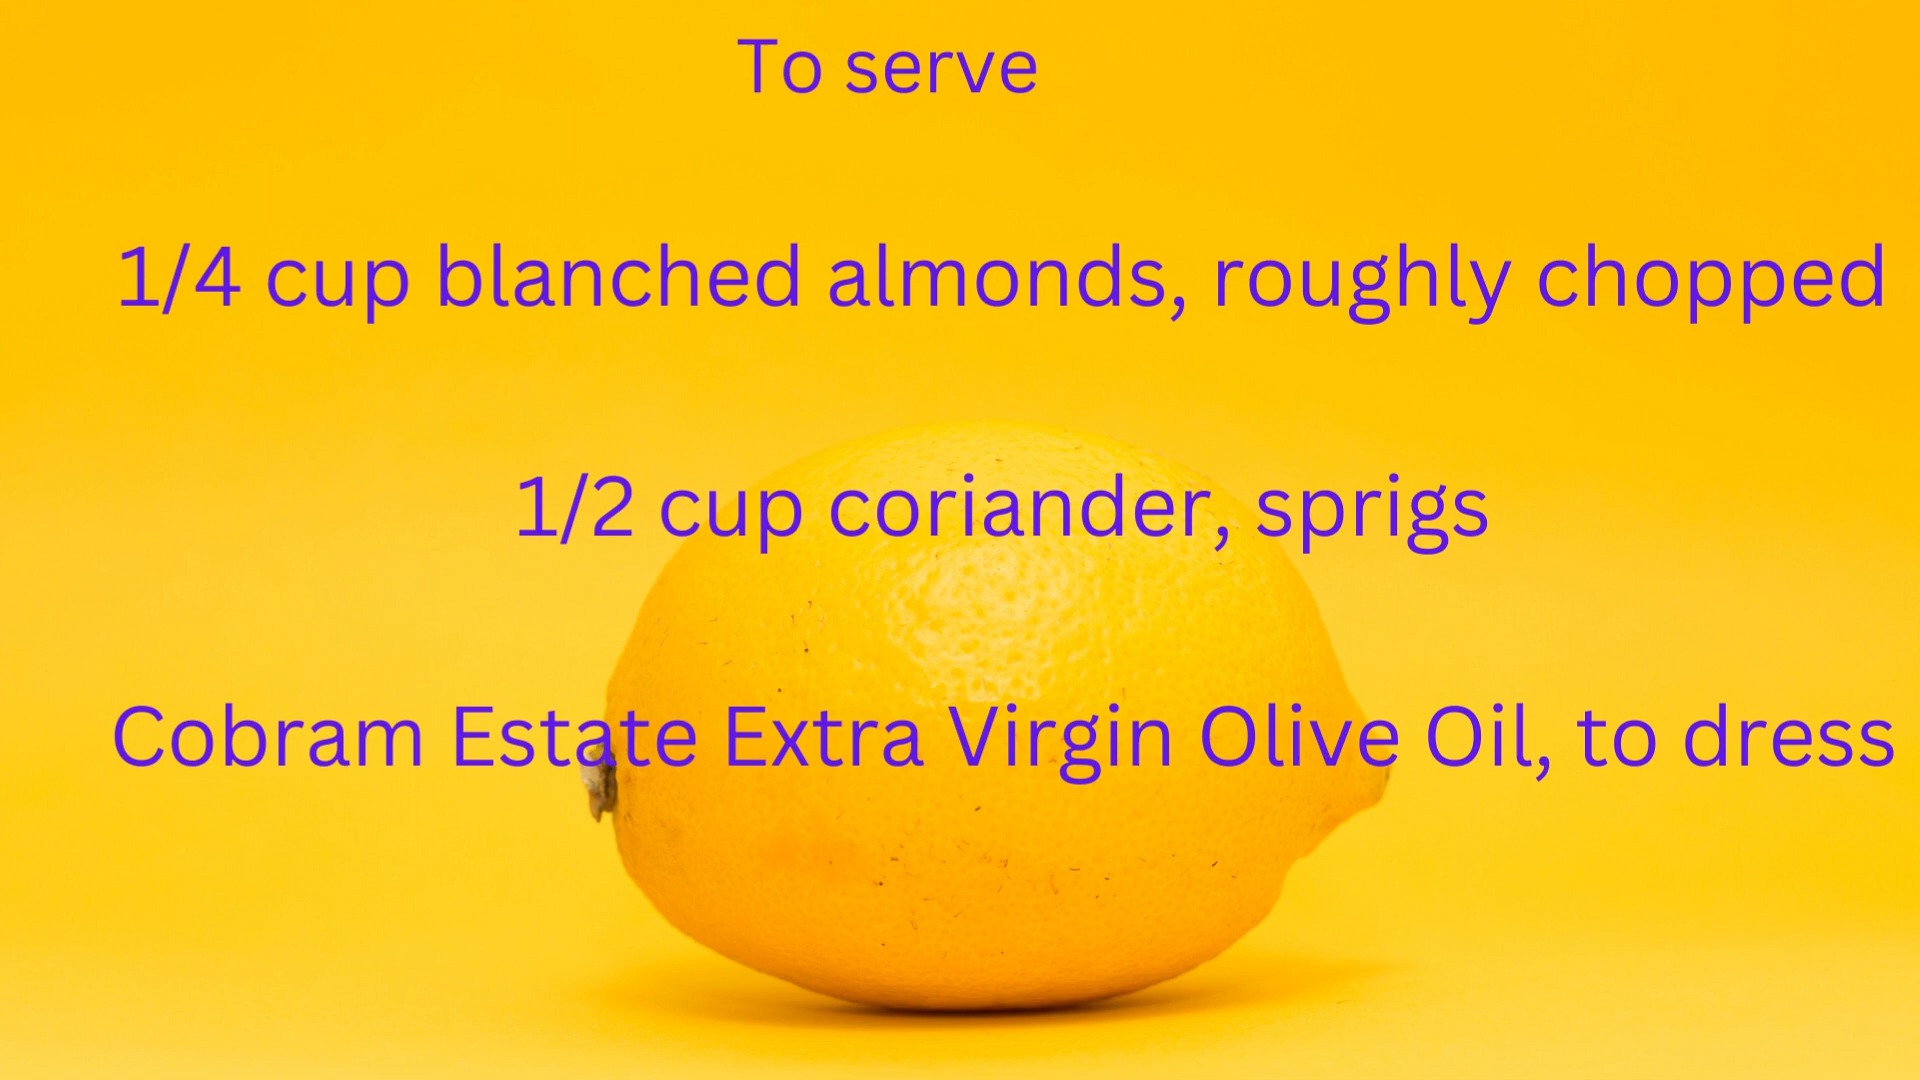 To serve
1/4 cup blanched almonds, roughly chopped
1/2 cup coriander, sprigs
Cobram Estate Extra Virgin Olive Oil, to dress